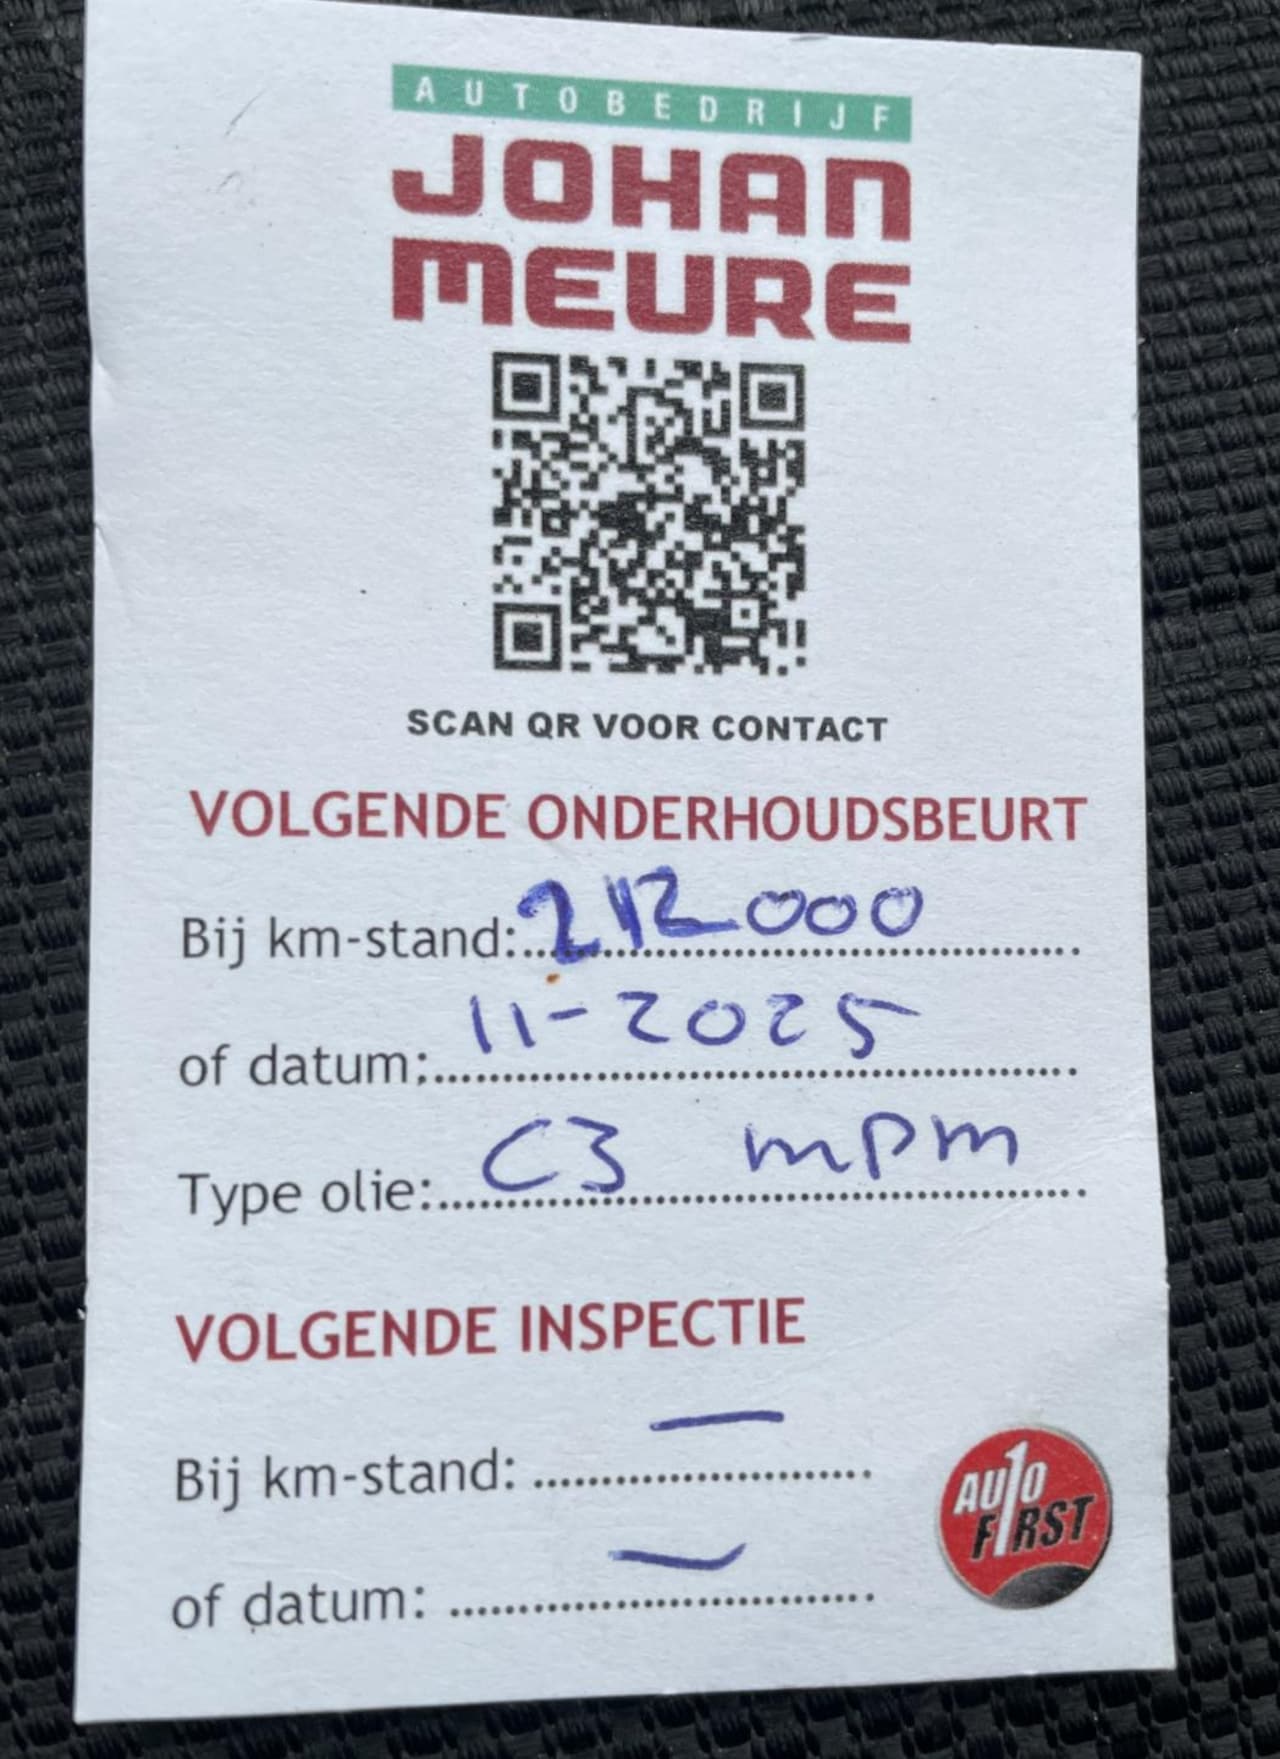 AUTOBEDRIJF
JOHAN
MEURE
SCAN QR VOOR CONTACT
VOLGENDE ONDERHOUDSBEURT
Bij km-stand: 212000
of datum: 11-2025
Type olie: C3 mpm
VOLGENDE INSPECTIE
Bij km-stand: —
AUTO
FIRST
of datum: —